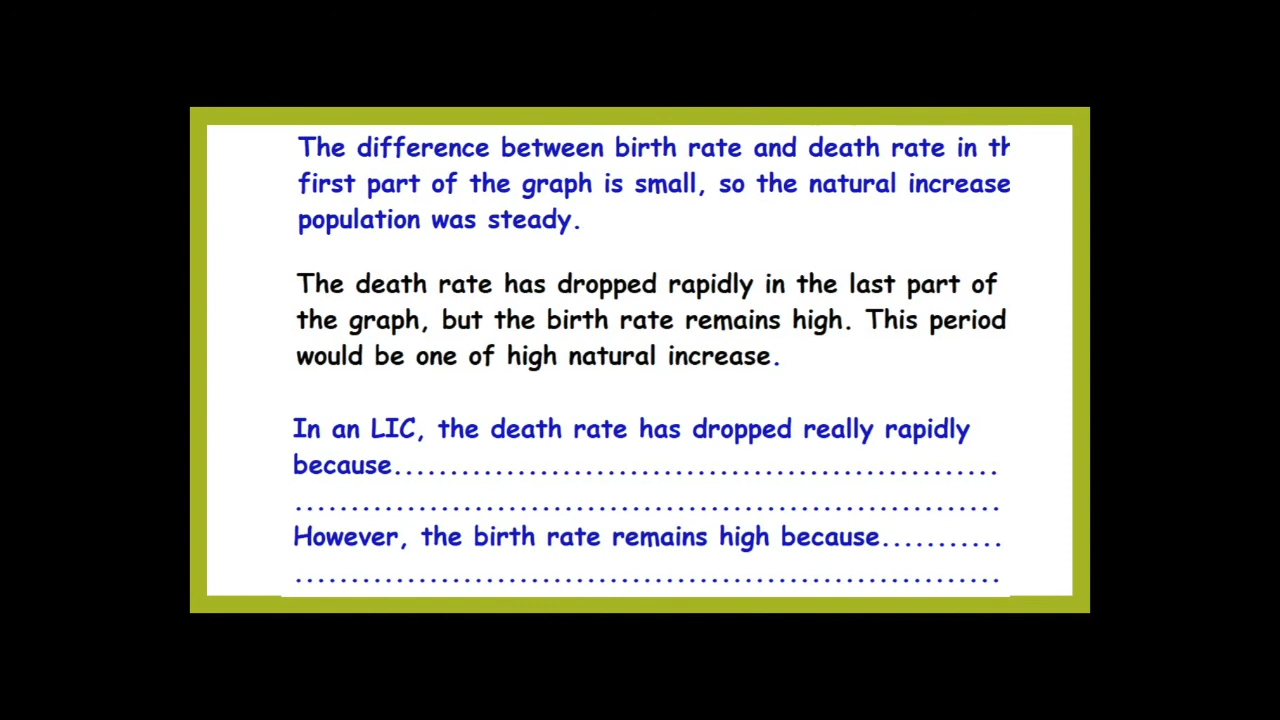 The difference between birth rate and death rate in th
first part of the graph is small, so the natural increase
population was steady.
The death rate has dropped rapidly in the last part of
the graph, but the birth rate remains high. This period
would be one of high natural increase.
In an LIC, the death rate has dropped really rapidly
because......................................................
...............................................................
However, the birth rate remains high because...........
...............................................................